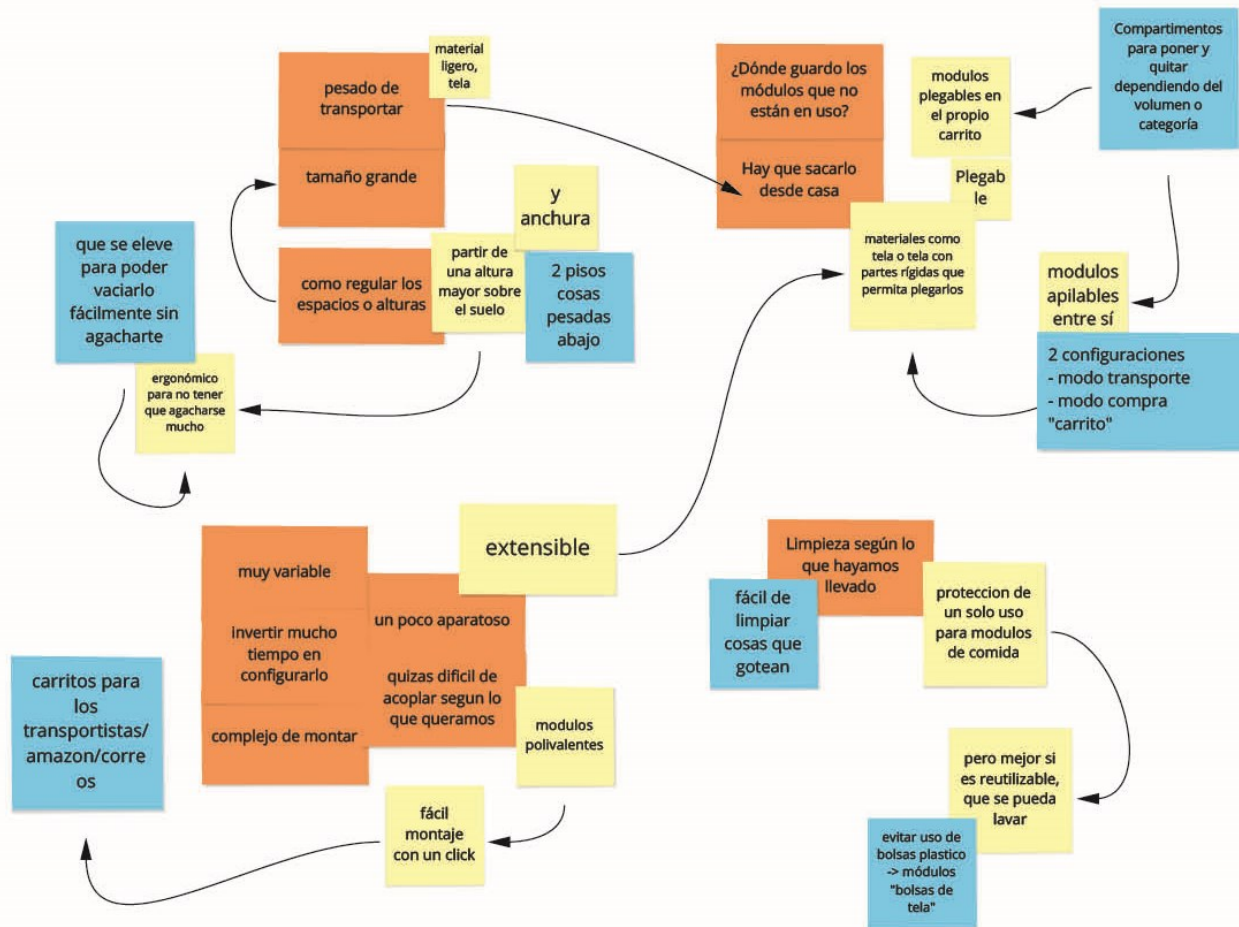 pesado de
transportar
material
ligero,
tela
tamaño grande
y
anchura
que se eleve
para poder
vaciarlo
fácilmente sin
agacharte
como regular los
espacios o alturas
partir de
una altura
mayor sobre
el suelo
2 pisos
cosas
pesadas
abajo
ergonómico
para no tener
que agacharse
mucho
¿Dónde guardo los
módulos que no
están en uso?
modulos
plegables en
el propio
carrito
Compartimentos
para poner y
quitar
dependiendo del
volumen o
categoría
Hay que sacarlo
desde casa
Plegab
le
materiales como
tela o tela con
partes rígidas que
permita plegarlos
modulos
apilables
entre sí
2 configuraciones
- modo transporte
- modo compra
"carrito"
extensible
muy variable
un poco aparatoso
invertir mucho
tiempo en
configurarlo
quizas dificil de
acoplar segun lo
que queramos
complejo de montar
modulos
polivalentes
carritos para
los
transportistas/
amazon/corre
os
fácil
montaje
con un click
Limpieza según lo
que hayamos
llevado
fácil de
limpiar
cosas que
gotean
proteccion de
un solo uso
para modulos
de comida
pero mejor si
es reutilizable,
que se pueda
lavar
evitar uso de
bolsas plastico
-> módulos
"bolsas de
tela"